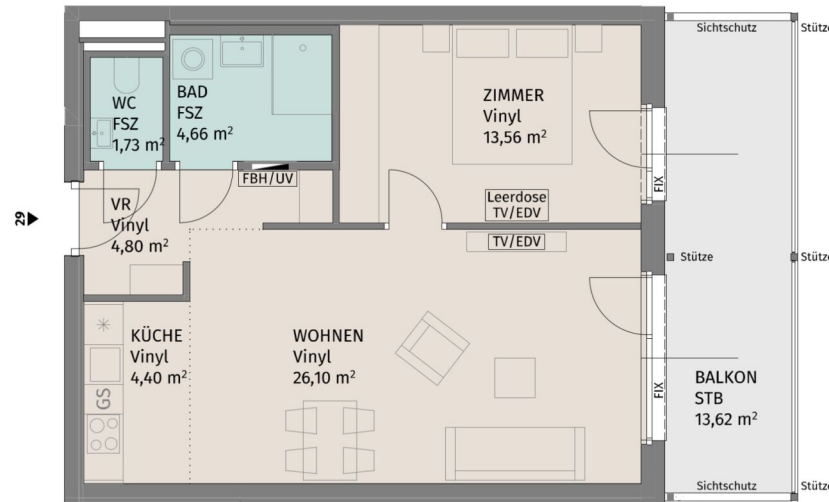 Sichtschutz
Stütze
WC
FSZ
1,73 m²
BAD
FSZ
4,66 m²
ZIMMER
Vinyl
13,56 m²
FBH/UV
FIX
VR
Vinyl
4,80 m²
Leerdose
TV/EDV
TV/EDV
29
Stütze
Stütze
KÜCHE
Vinyl
4,40 m²
WOHNEN
Vinyl
26,10 m²
GS
FIX
BALKON
STB
13,62 m²
Sichtschutz
Stütze